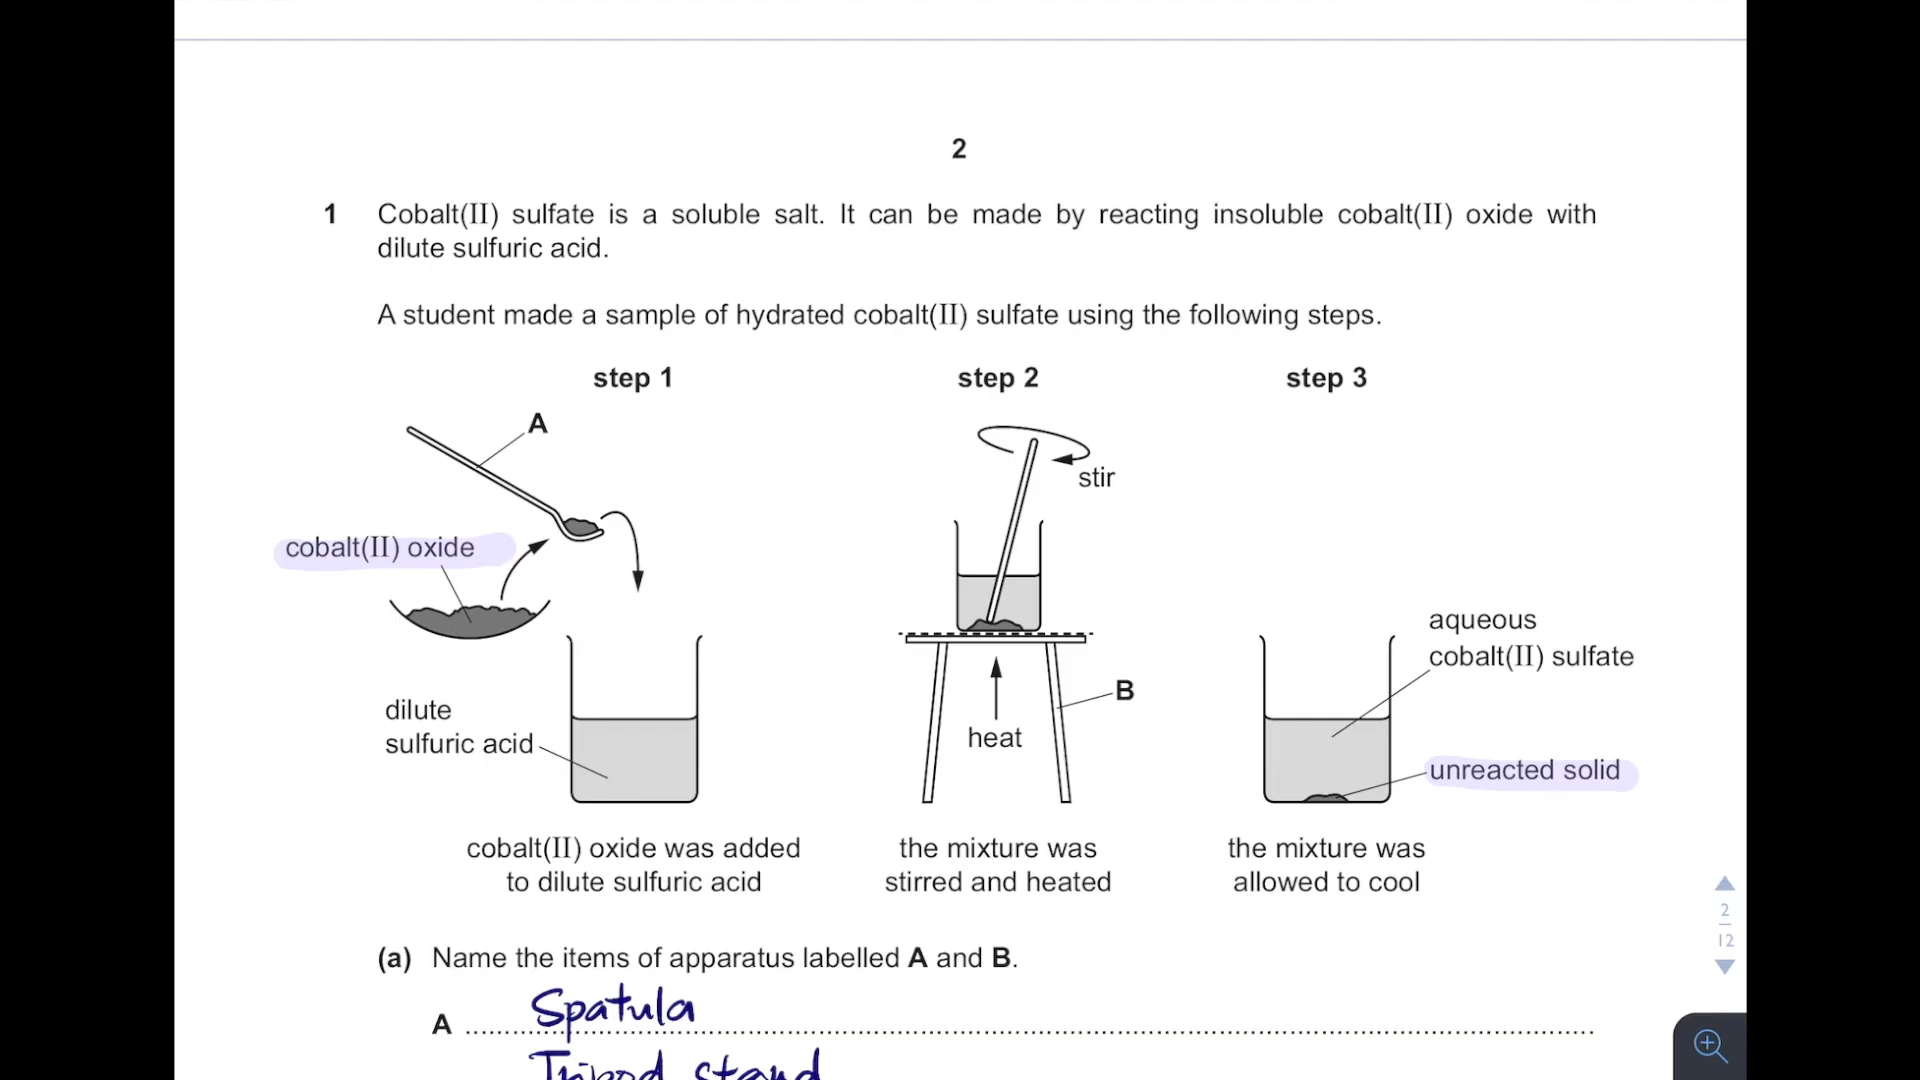 2
1 Cobalt(II) sulfate is a soluble salt. It can be made by reacting insoluble cobalt(II) oxide with
dilute sulfuric acid.
A student made a sample of hydrated cobalt(II) sulfate using the following steps.
step 1
step 2
step 3
A
cobalt(II) oxide
dilute
sulfuric acid
stir
B
heat
aqueous
cobalt(II) sulfate
unreacted solid
cobalt(II) oxide was added
to dilute sulfuric acid
the mixture was
stirred and heated
the mixture was
allowed to cool
(a) Name the items of apparatus labelled A and B.
A Spatula
Tripod stand
2
12